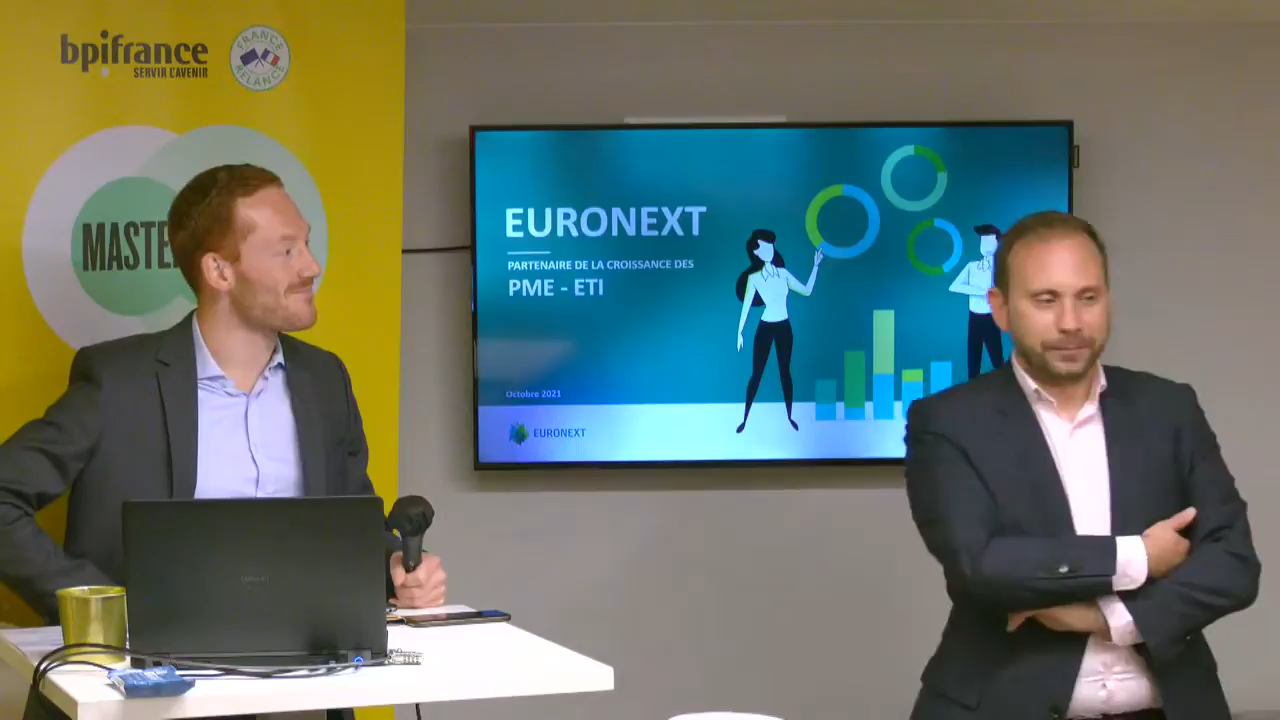 bpifrance
SERVIR L'AVENIR
FRANCE
RELANCE
MASTE
EURONEXT
PARTENAIRE DE LA CROISSANCE DES
PME - ETI
Octobre 2021
EURONEXT